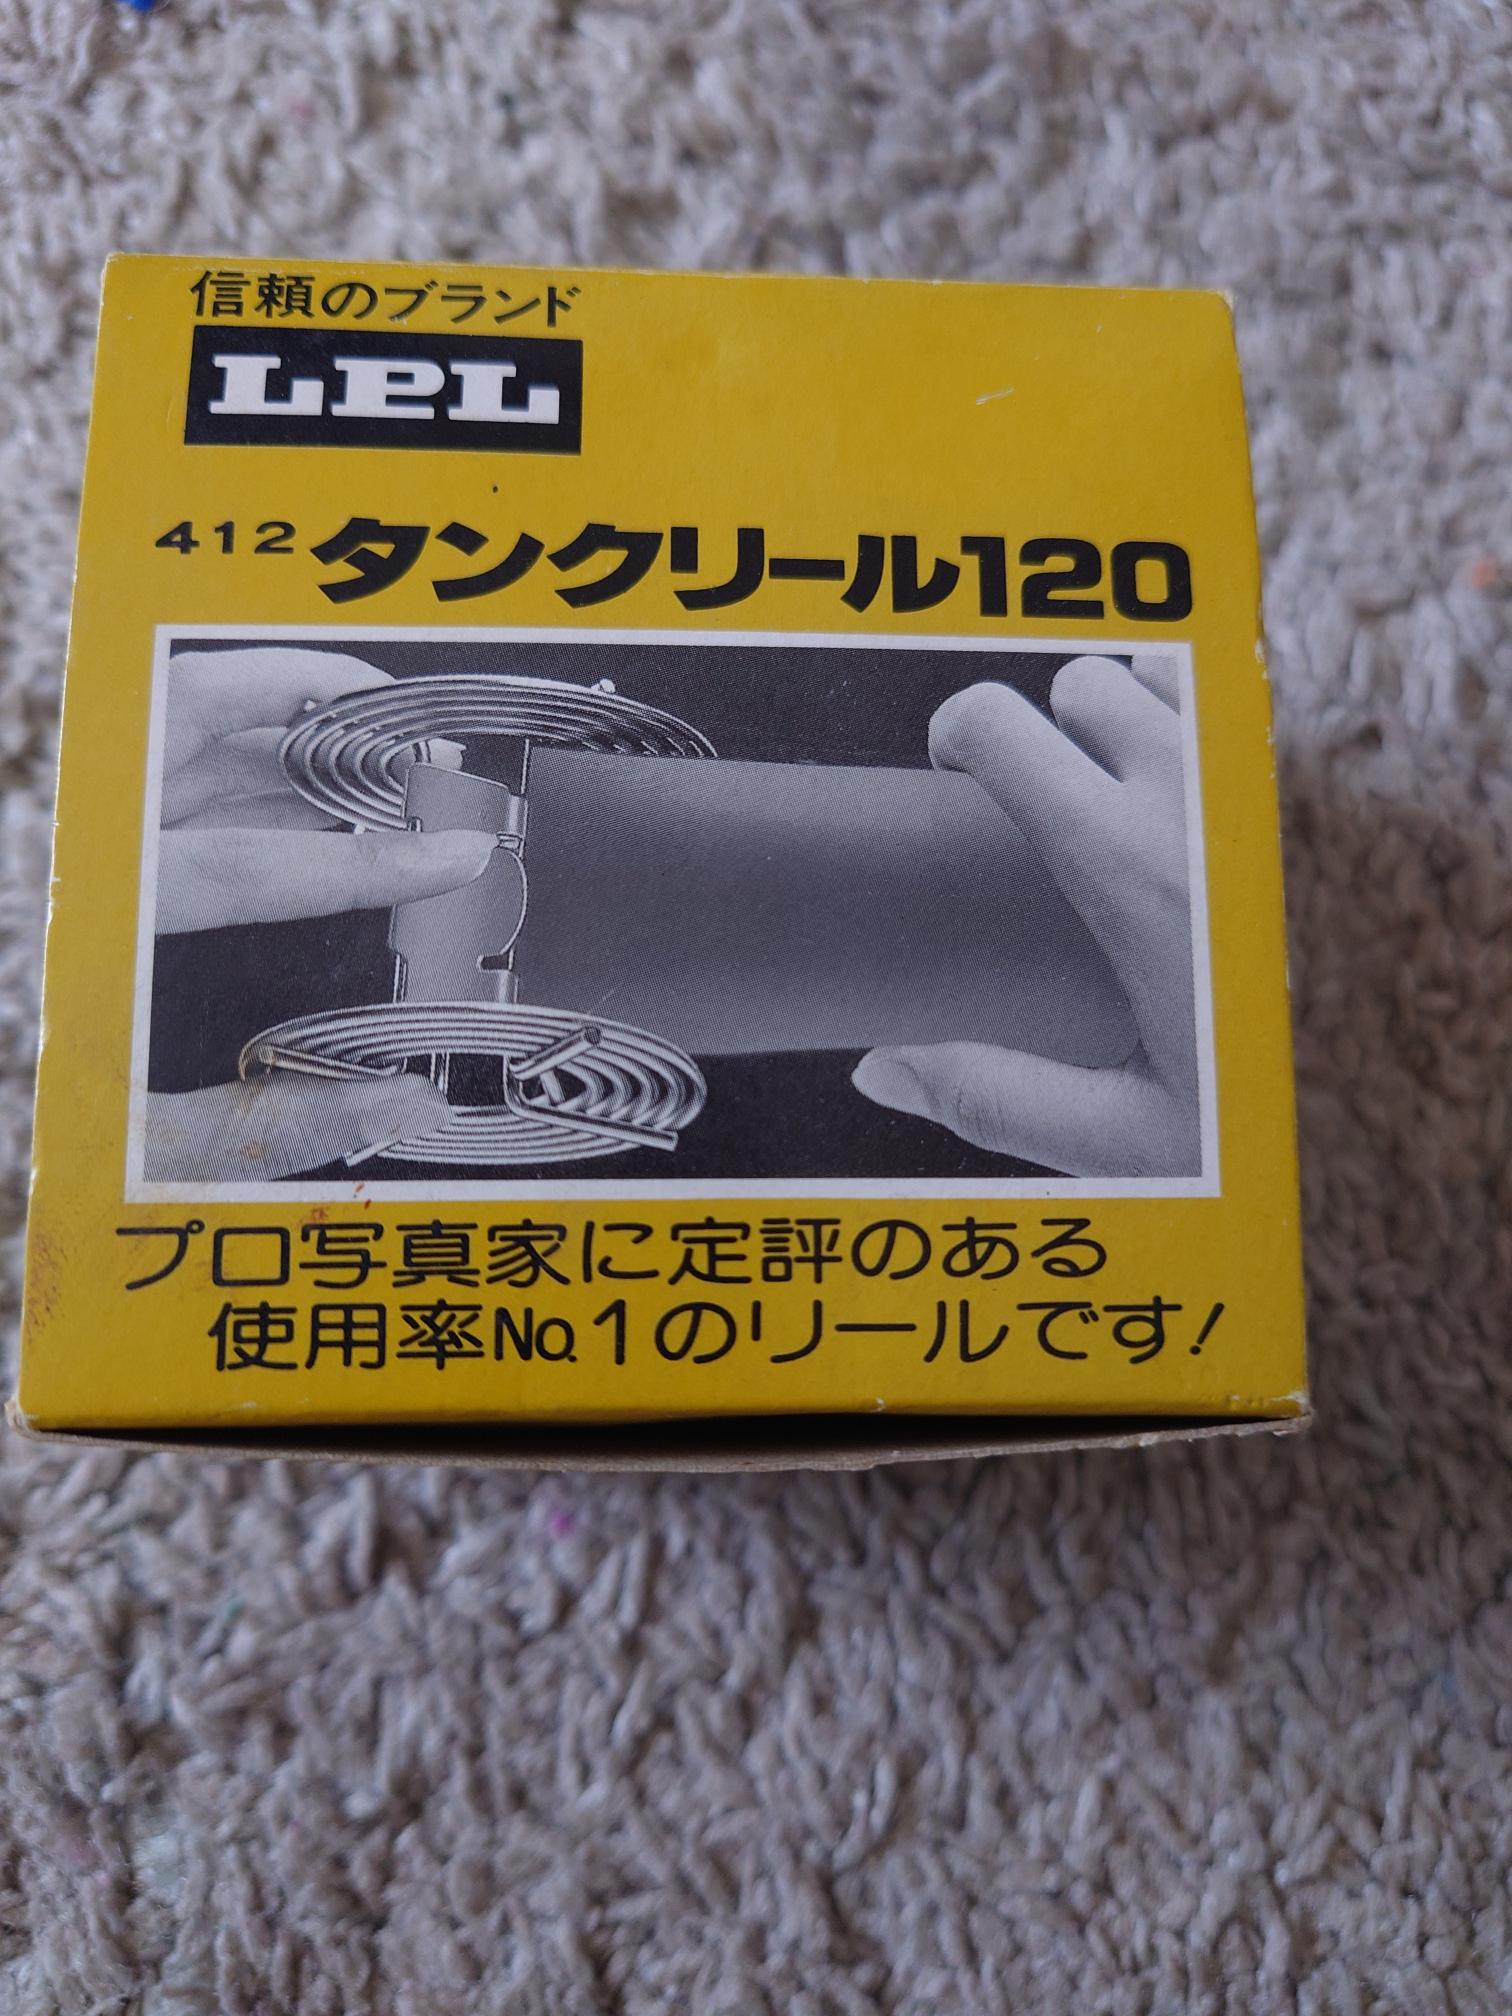 信頼のブランド
LPL
412 タンクリール120
プロ写真家に定評のある
使用率No.1のリールです!